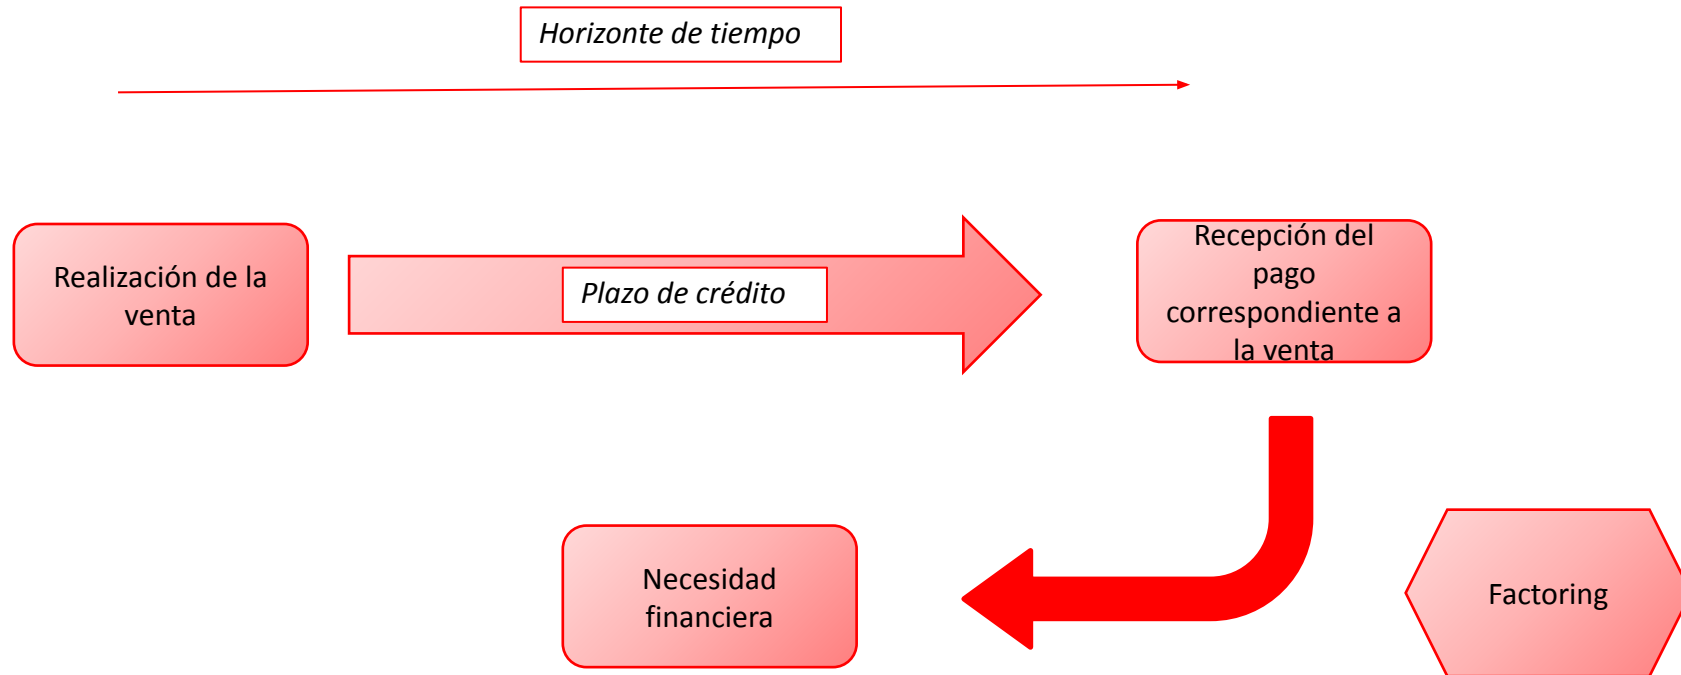 Horizonte de tiempo
Realización de la
venta
Plazo de crédito
Recepción del
pago
correspondiente a
la venta
Necesidad
financiera
Factoring